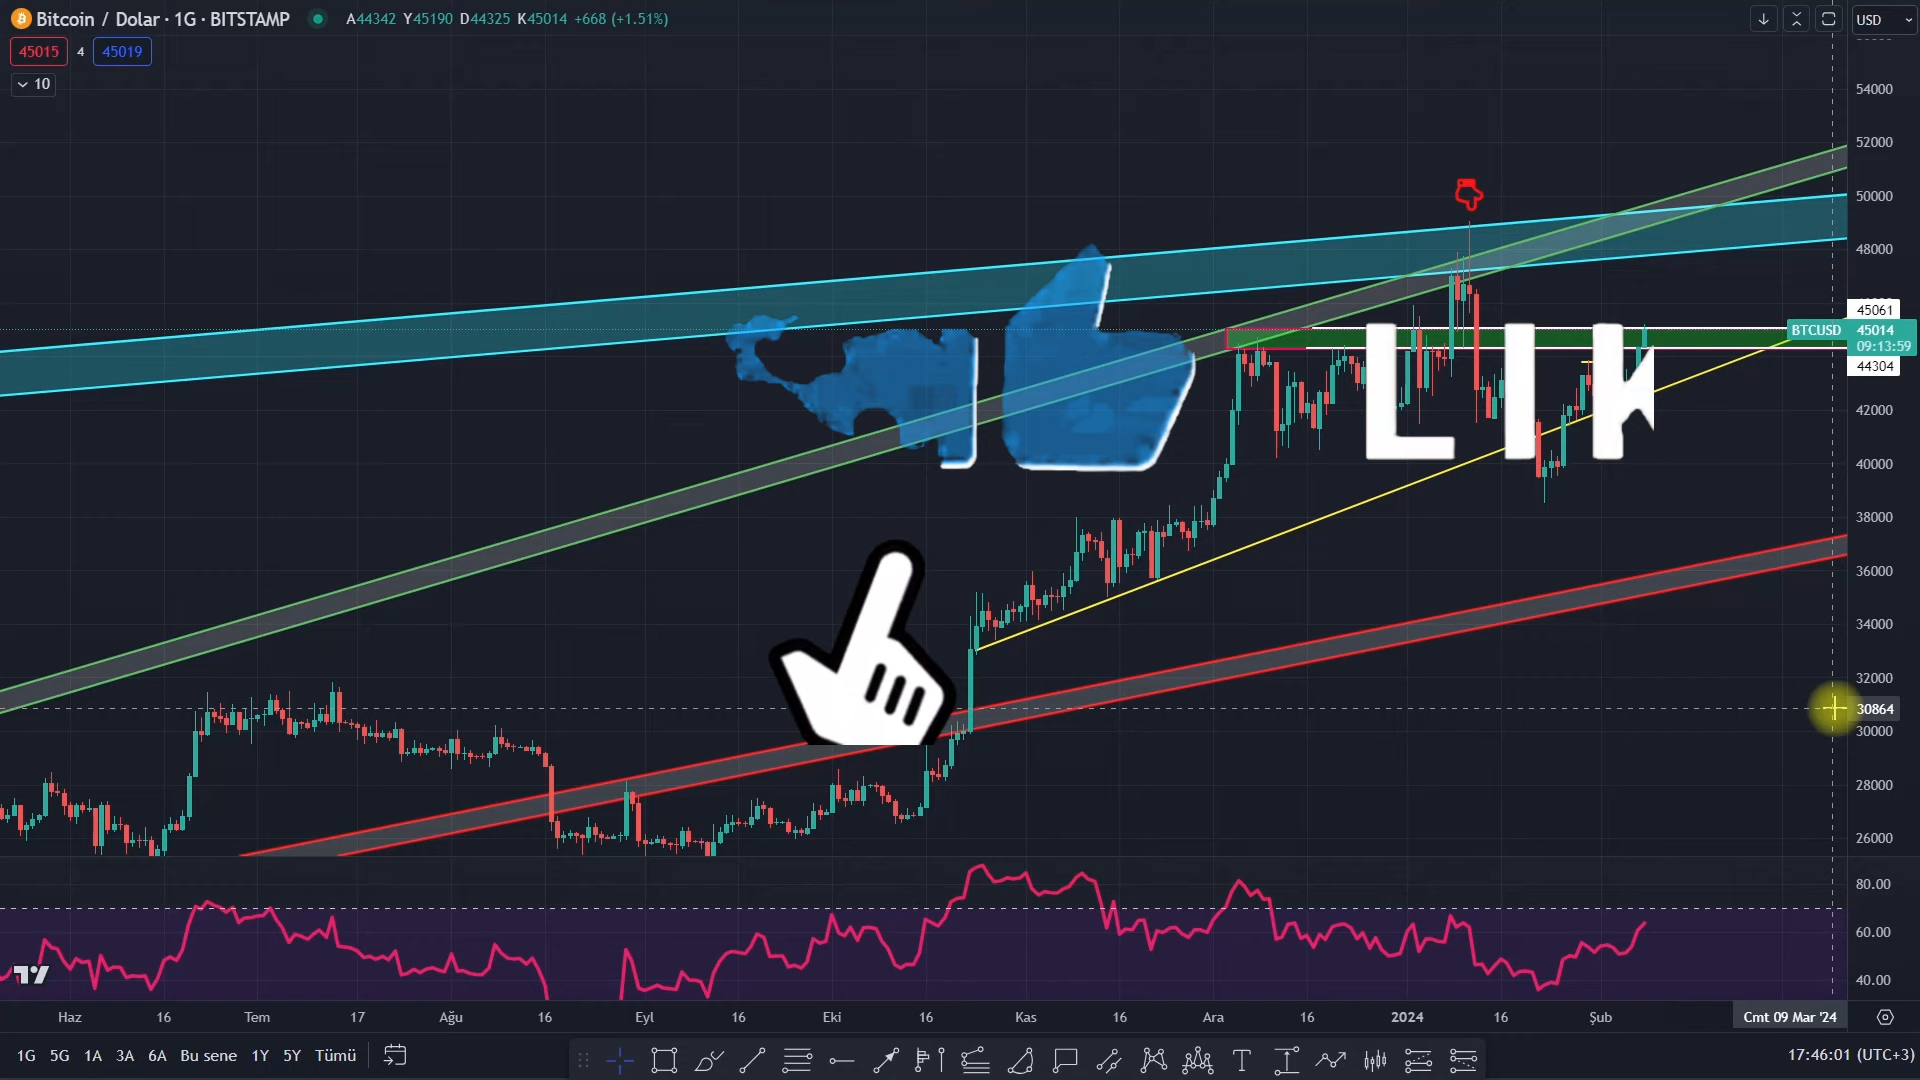 Bitcoin / Dolar · 1G · BITSTAMP A44342 Y45190 D44325 K45014 +668 (+1.51%)
USD
45015 4 45019
10
54000
52000
50000
48000
45061
BTCUSD 45014
09:13:59
44304
42000
40000
38000
36000
34000
32000
30864
30000
28000
26000
LIK
80.00
60.00
40.00
Haz 16 Tem 17 Ağu 16 Eyl 16 Eki 16 Kas 16 Ara 16 2024 16 Şub Cmt 09 Mar '24
1G 5G 1A 3A 6A Bu sene 1Y 5Y Tümü
17:46:01 (UTC+3)